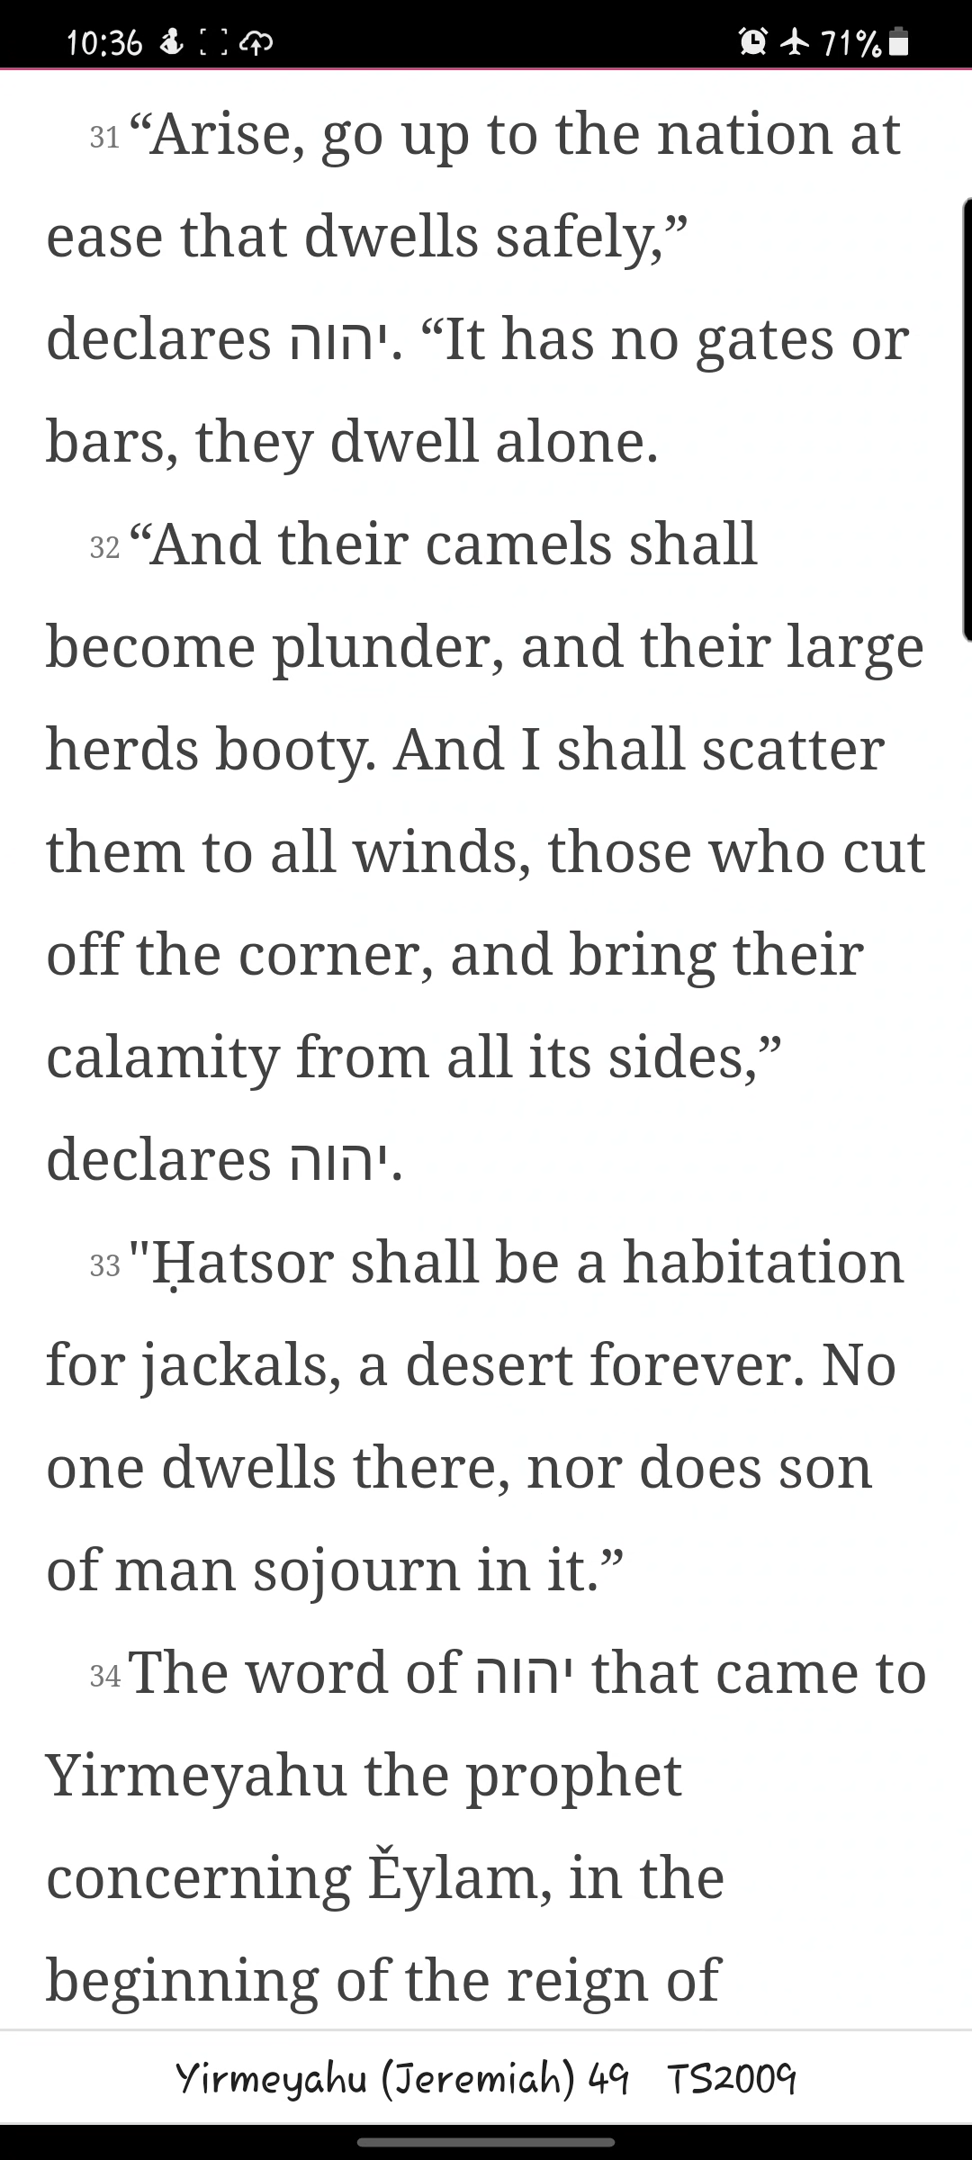 10:36 71%
31 “Arise, go up to the nation at
ease that dwells safely,”
declares יהוה. “It has no gates or
bars, they dwell alone.
32 “And their camels shall
become plunder, and their large
herds booty. And I shall scatter
them to all winds, those who cut
off the corner, and bring their
calamity from all its sides,”
declares יהוה.
33 "Ḥatsor shall be a habitation
for jackals, a desert forever. No
one dwells there, nor does son
of man sojourn in it.”
34 The word of יהוה that came to
Yirmeyahu the prophet
concerning Ěylam, in the
beginning of the reign of
Yirmeyahu (Jeremiah) 49 TS2009